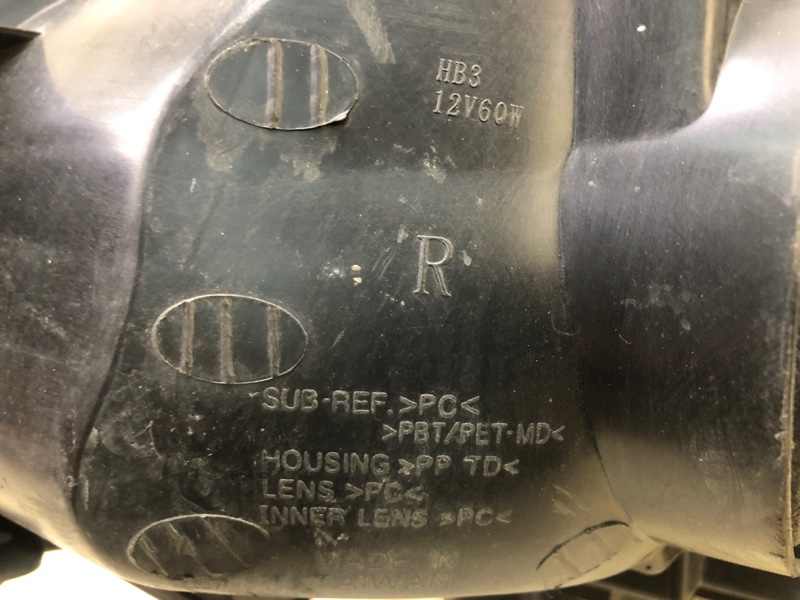 HB3
12V60W
R
SUB-REF.>PC<
>PBT/PET-MD<
HOUSING >PP TD<
LENS >PC<
INNER LENS >PC<
MADE IN
TAIWAN